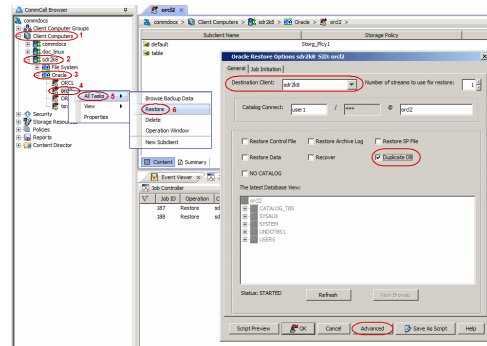 CommCell Browser
commdocs
Client Computer Groups
Client Computers 1
commdocs
doc_linux
sdr2k8 2
File System
Oracle 3
ORCL
4
Security
Storage Resources
Policies
Reports
Content Director
All Tasks 5
View
Properties
Browse Backup Data
Restore 6
Delete
Operation Window
New Subclient
ord2
commdocs > Client Computers > sdr2k8 > Oracle > ord2 >
Subclient Name Storage Policy
default Storg_Plcy1
table
Content Summary
Event Viewer
Job Controller
Job ID Operation
187 Restore
188 Restore
Oracle Restore Options sdr2k8 SID: ord2
General Job Initiation
Destination Client: sdr2k8 Number of streams to use for restore: 1
Catalog Connect: user1 / *** @ ord2
Restore Control File Restore Archive Log Restore SP File
Restore Data Recover Duplicate DB
NO CATALOG
The latest Database View:
ord2
CATALOG_TBS
SYSAUX
SYSTEM
UNDOTBS1
USERS
Status: STARTED Refresh New Browse
Script Preview OK Cancel Advanced Save As Script Help